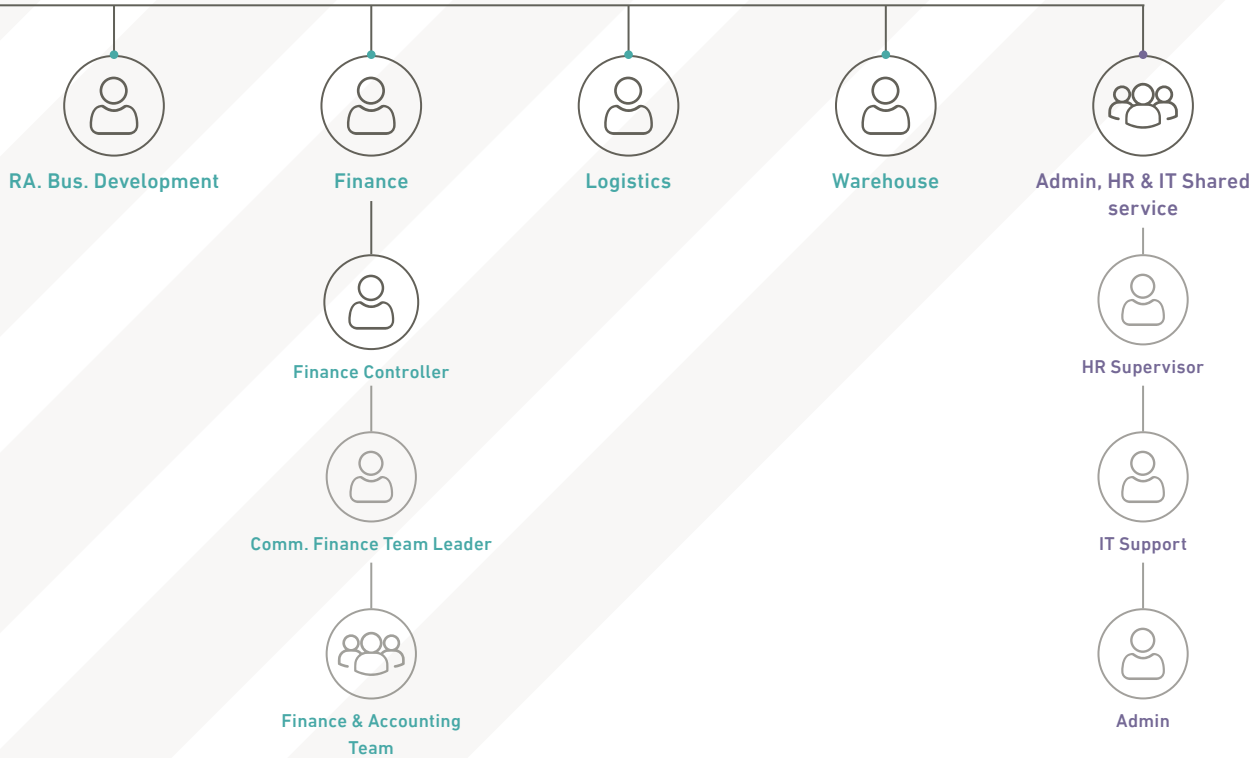 RA. Bus. Development
Finance
Logistics
Warehouse
Admin, HR & IT Shared
service
Finance Controller
HR Supervisor
Comm. Finance Team Leader
IT Support
Finance & Accounting
Team
Admin